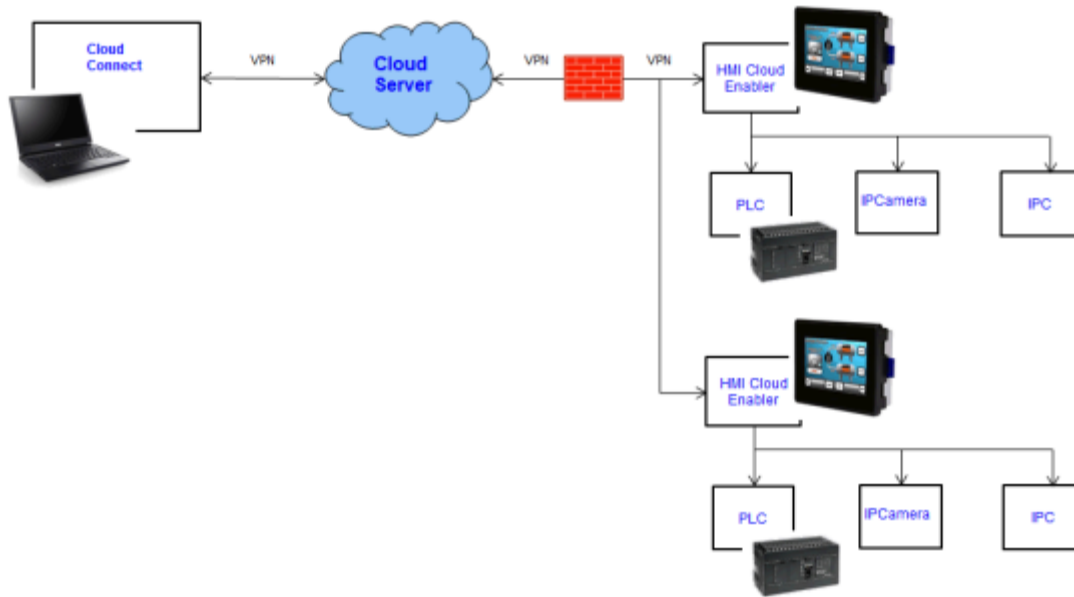 Cloud
Connect
VPN
Cloud
Server
VPN
VPN
HMI Cloud
Enabler
PLC
IPCamera
IPC
HMI Cloud
Enabler
PLC
IPCamera
IPC